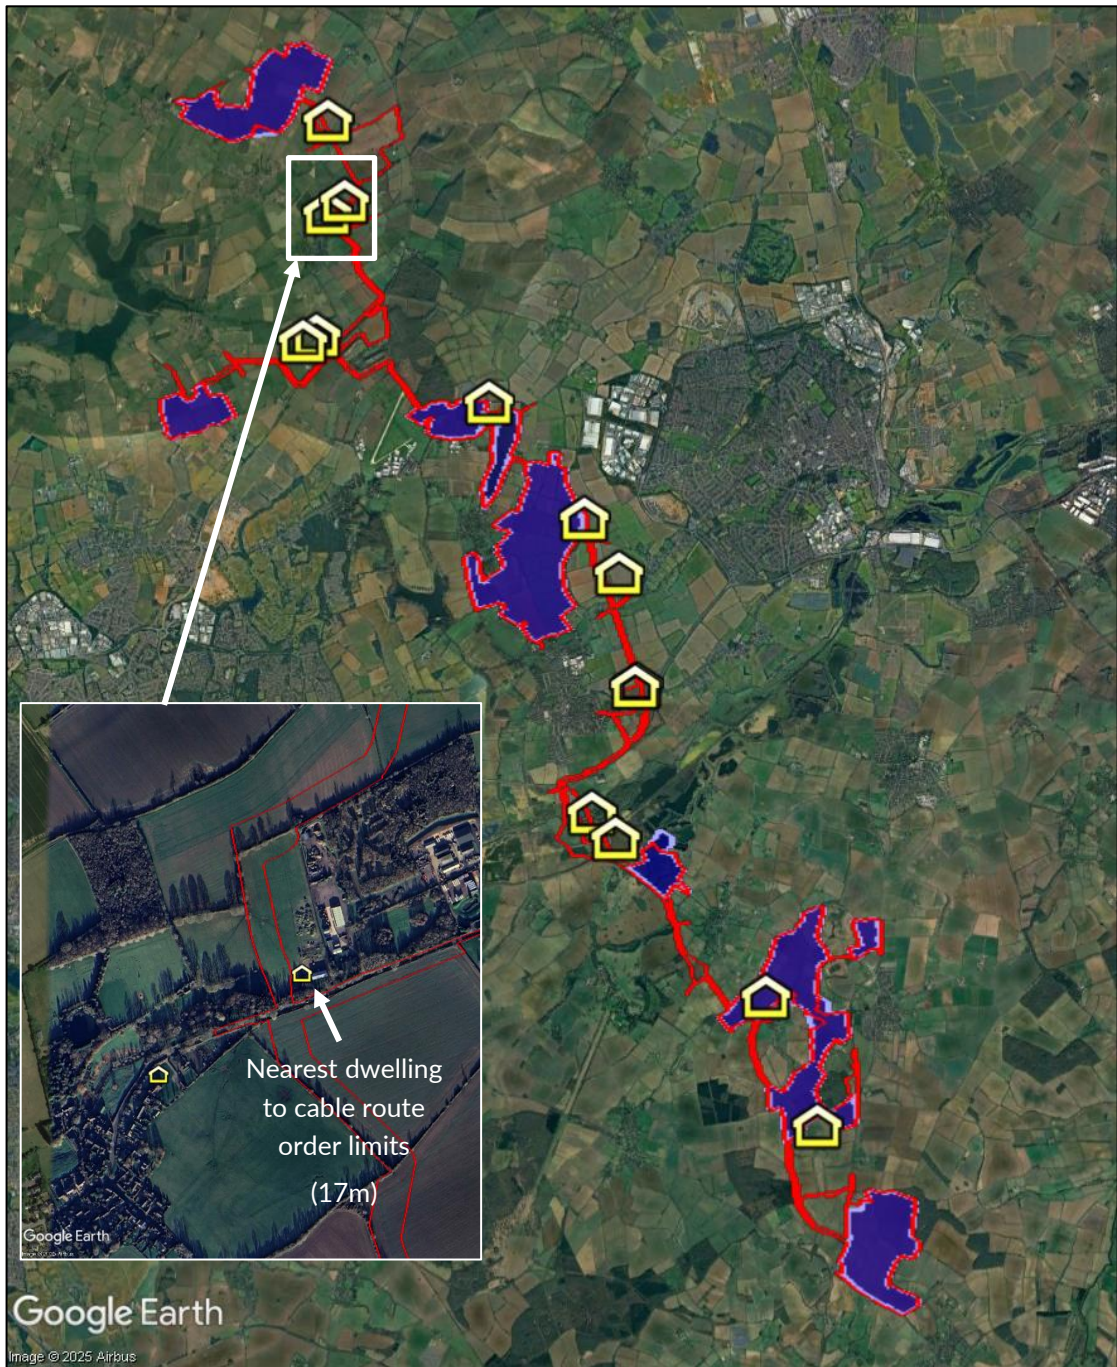 Nearest dwelling
to cable route
order limits
(17m)
Google Earth
Google Earth
Image © 2025 Airbus